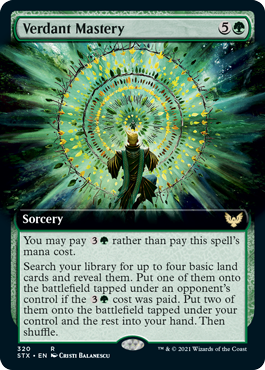 Verdant Mastery 5
Sorcery
You may pay 3 rather than pay this spell's
mana cost.
Search your library for up to four basic land
cards and reveal them. Put one of them onto
the battlefield tapped under an opponent's
control if the 3 cost was paid. Put two of
them onto the battlefield tapped under your
control and the rest into your hand. Then
shuffle.
320 R
STX • EN CRISTI BALANESCU
™ & © 2021 Wizards of the Coast